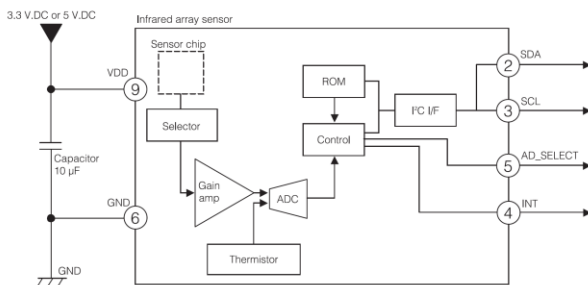 3.3 V.DC or 5 V.DC
Infrared array sensor
Sensor chip
VDD
9
SDA
2
ROM
SCL
3
I²C I/F
Selector
Control
Capacitor
10 µF
AD_SELECT
5
Gain
amp
ADC
GND
6
INT
4
Thermistor
GND